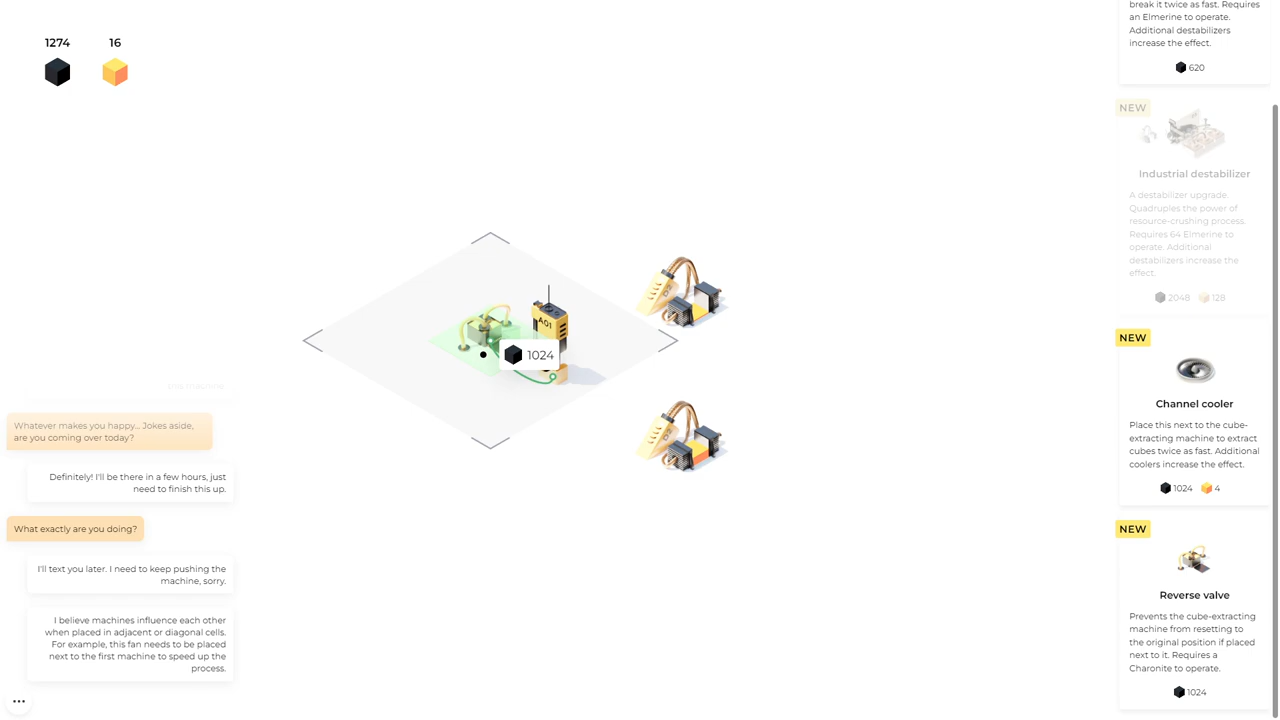 1274
16
A01
1024
bits machine.
Whatever makes you happy... Jokes aside,
are you coming over today?
Definitely! I'll be there in a few hours, just
need to finish this up.
What exactly are you doing?
I'll text you later. I need to keep pushing the
machine, sorry.
I believe machines influence each other
when placed in adjacent or diagonal cells.
For example, this fan needs to be placed
next to the first machine to speed up the
process.
break it twice as fast. Requires
an Elmerine to operate.
Additional destabilizers
increase the effect.
620
NEW
Industrial destabilizer
A destabilizer upgrade.
Quadruples the power of
resource-crushing process.
Requires 64 Elmerine to
operate. Additional
destabilizers increase the
effect.
2048 128
NEW
Channel cooler
Place this next to the cube-
extracting machine to extract
cubes twice as fast. Additional
coolers increase the effect.
1024 4
NEW
Reverse valve
Prevents the cube-extracting
machine from resetting to
the original position if placed
next to it. Requires a
Charonite to operate.
1024